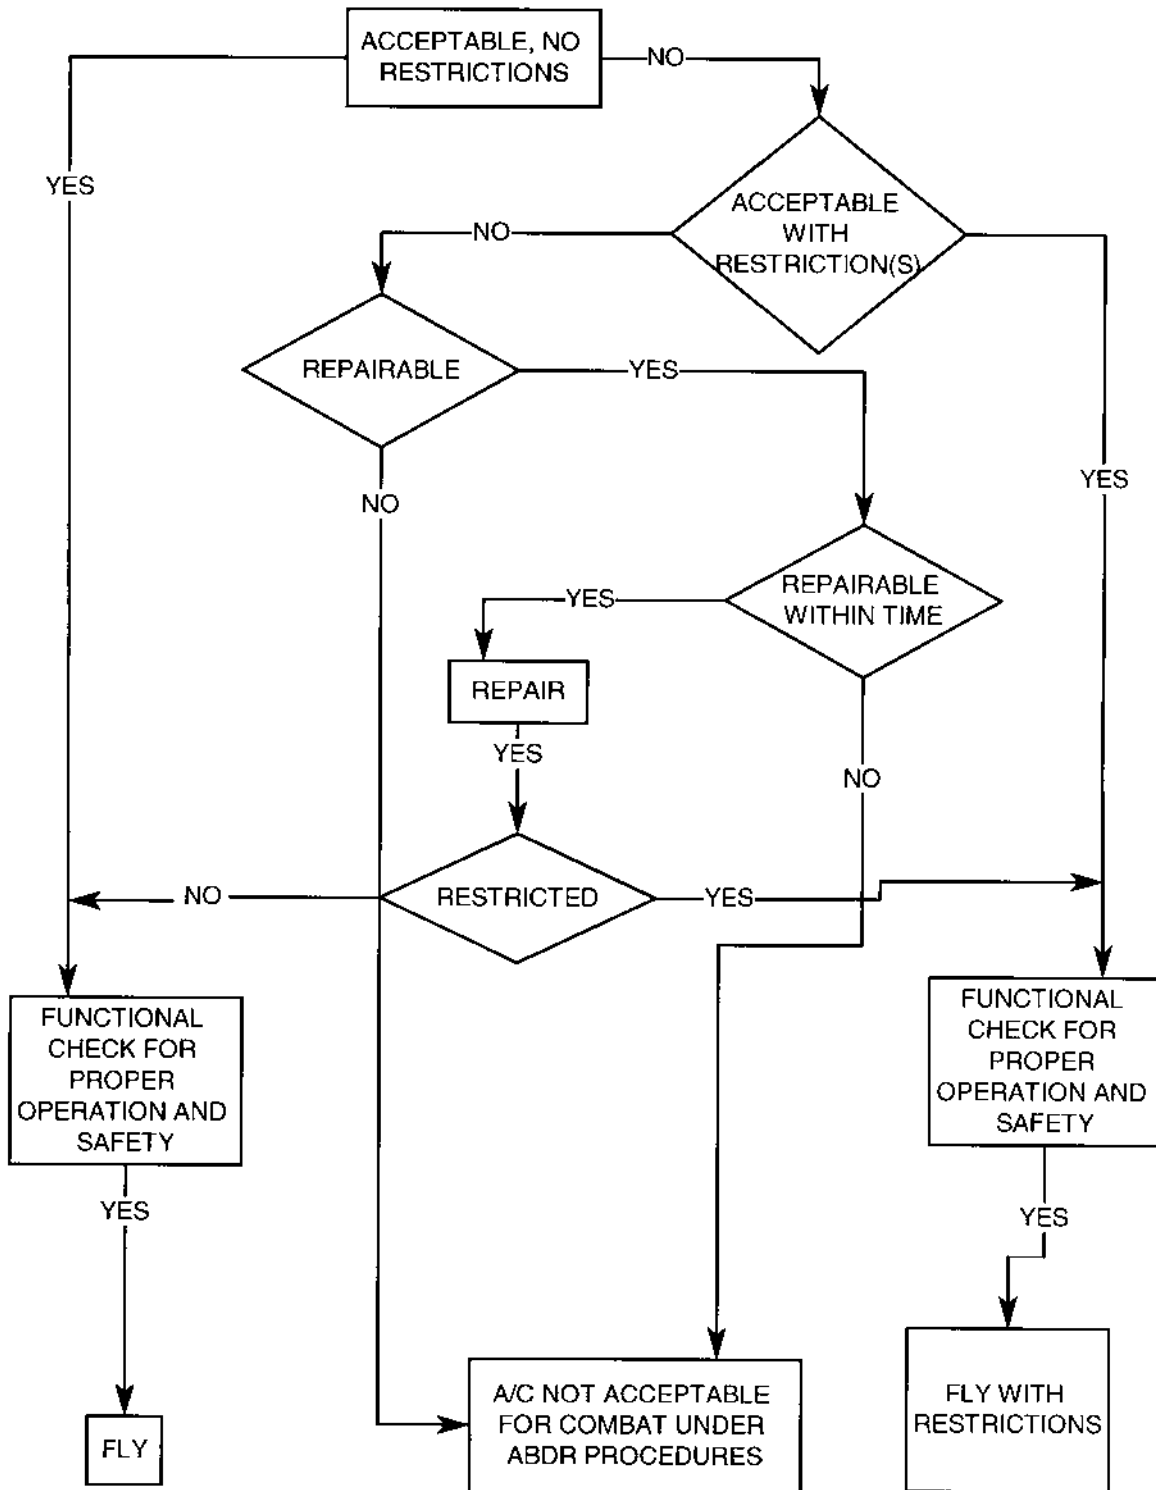 ACCEPTABLE, NO
RESTRICTIONS
NO
YES
ACCEPTABLE
WITH
RESTRICTION(S)
NO
REPAIRABLE
YES
YES
NO
REPAIRABLE
WITHIN TIME
YES
REPAIR
YES
NO
RESTRICTED
NO
YES
FUNCTIONAL
CHECK FOR
PROPER
OPERATION AND
SAFETY
FUNCTIONAL
CHECK FOR
PROPER
OPERATION AND
SAFETY
YES
YES
FLY
A/C NOT ACCEPTABLE
FOR COMBAT UNDER
ABDR PROCEDURES
FLY WITH
RESTRICTIONS